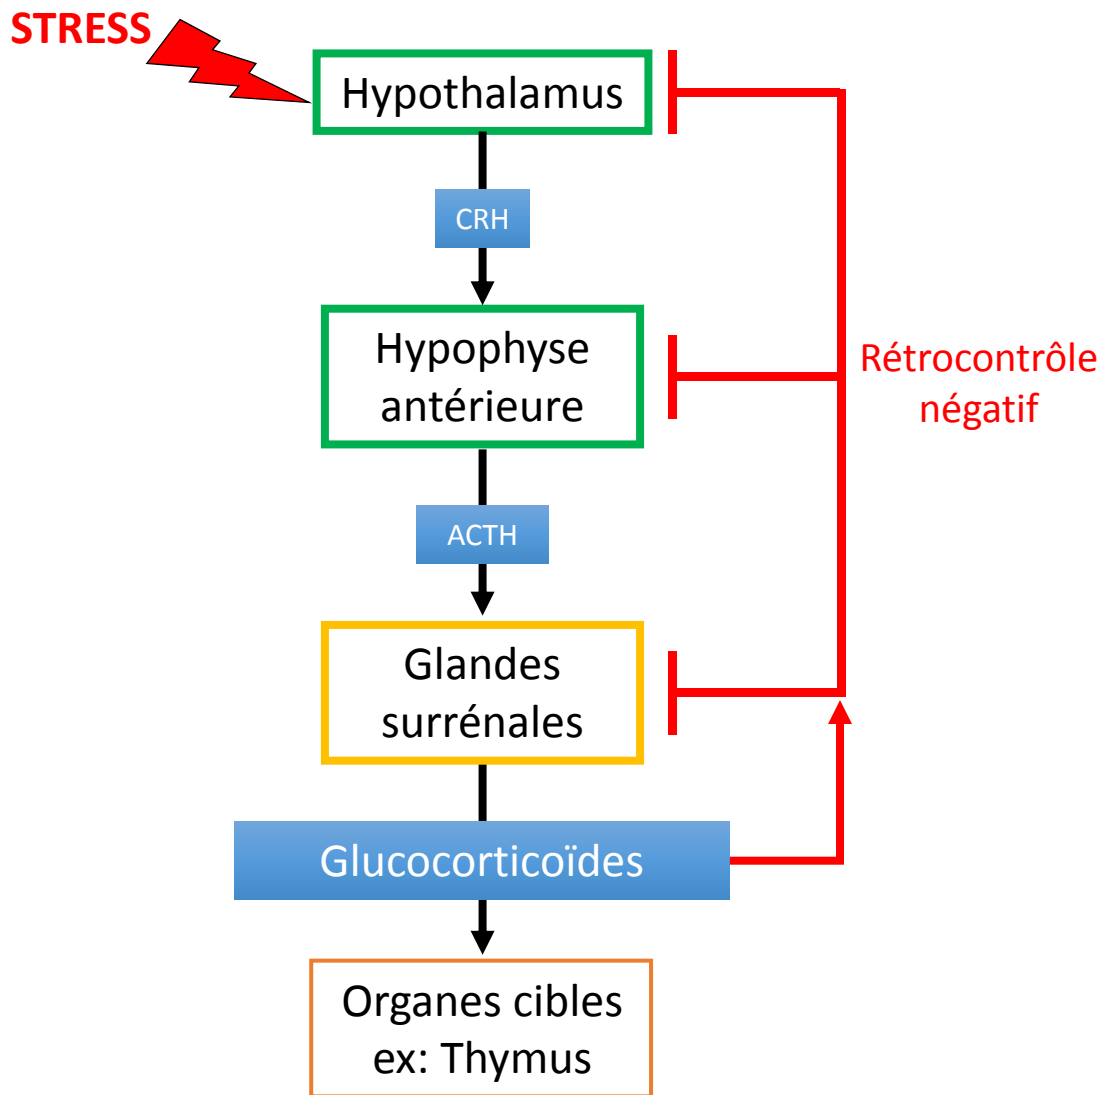 STRESS
Hypothalamus
CRH
Hypophyse
antérieure
Rétrocontrôle
négatif
ACTH
Glandes
surrénales
Glucocorticoïdes
Organes cibles
ex: Thymus